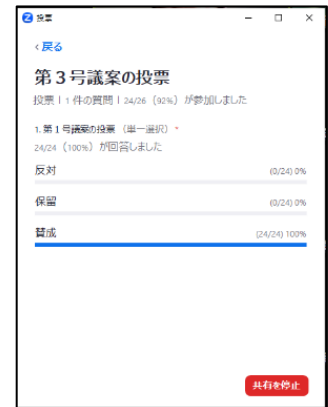 投票
戻る
第3号議案の投票
投票 | 1 件の質問 | 24/26 (92%) が参加しました
1. 第1号議案の投票 (単一選択) *
24/24 (100%) が回答しました
反対 (0/24) 0%
保留 (0/24) 0%
賛成 (24/24) 100%
共有を停止